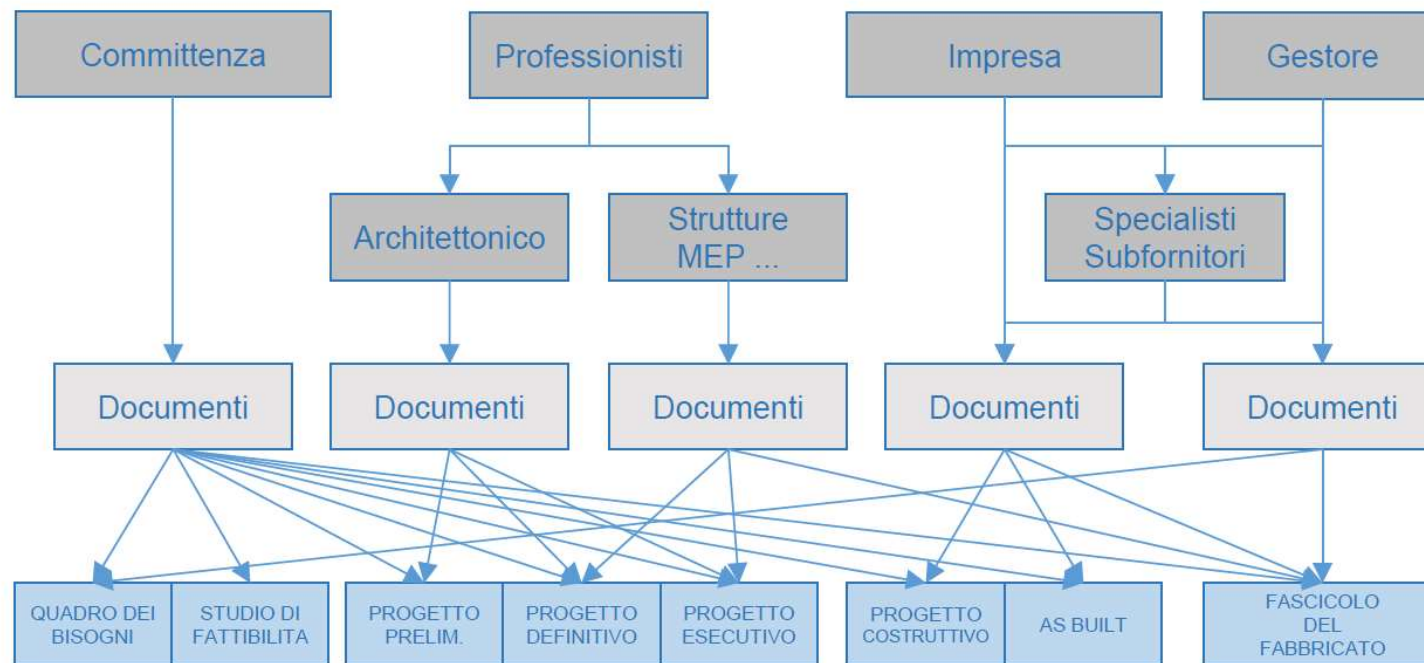 Committenza
Professionisti
Impresa
Gestore
Architettonico
Strutture
MEP ...
Specialisti
Subfornitori
Documenti
Documenti
Documenti
Documenti
Documenti
QUADRO DEI
BISOGNI
STUDIO DI
FATTIBILITA
PROGETTO
PRELIM.
PROGETTO
DEFINITIVO
PROGETTO
ESECUTIVO
PROGETTO
COSTRUTTIVO
AS BUILT
FASCICOLO
DEL
FABBRICATO